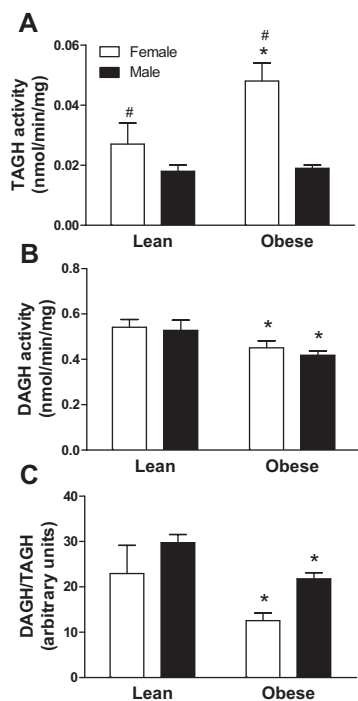 A
TAGH activity
(nmol/min/mg)
0.06
0.04
0.02
0.00
Female
Male
#
#
*
Lean Obese
B
DAGH activity
(nmol/min/mg)
0.8
0.6
0.4
0.2
0.0
* *
Lean Obese
C
DAGH/TAGH
(arbitrary units)
40
30
20
10
0
*
*
Lean Obese